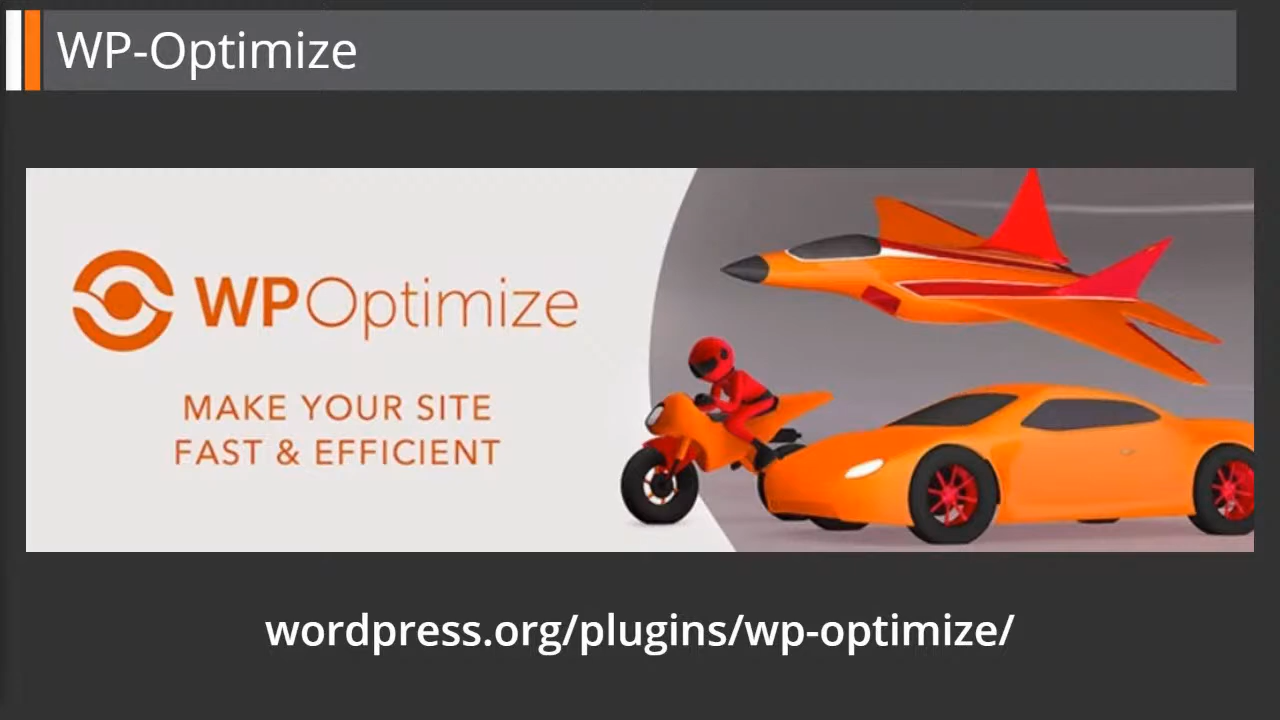 WP-Optimize
WPOptimize
MAKE YOUR SITE
FAST & EFFICIENT
wordpress.org/plugins/wp-optimize/